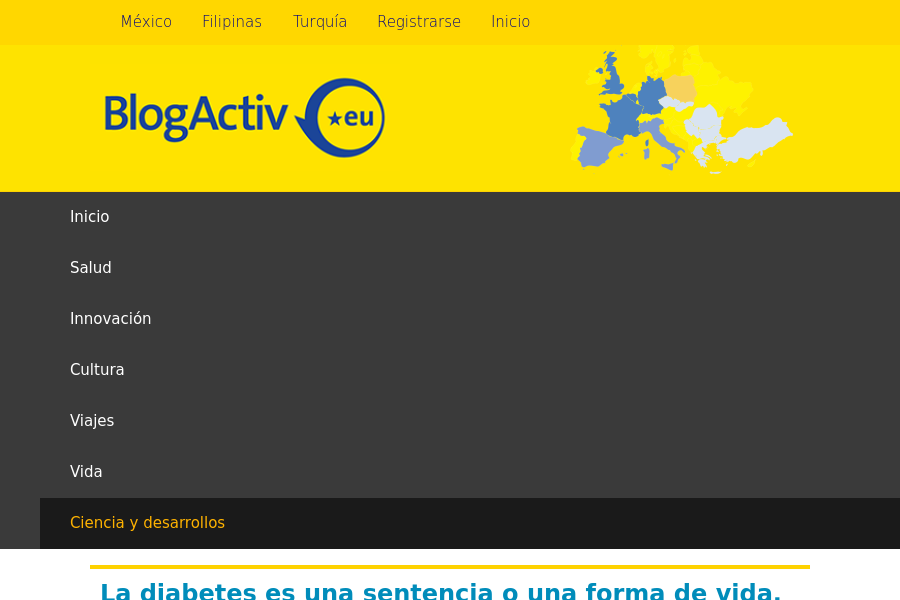 México Filipinas Turquía Registrarse Inicio
BlogActiv eu
Inicio
Salud
Innovación
Cultura
Viajes
Vida
Ciencia y desarrollos
La diabetes es una sentencia o una forma de vida.